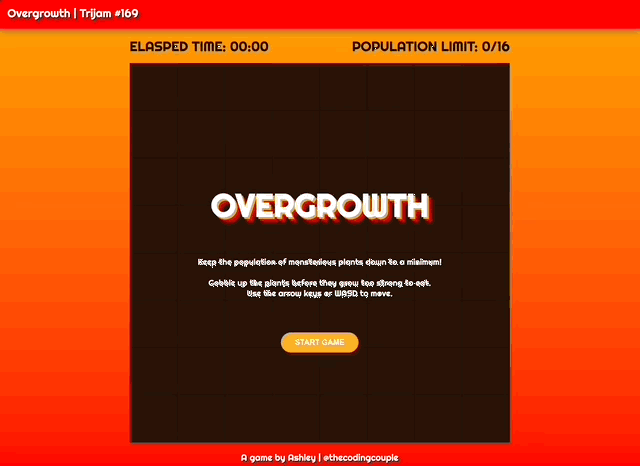 Overgrowth | Trijam #169
ELASPED TIME: 00:00
POPULATION LIMIT: 0/16
OVERGROWTH
Keep the population of monsterious plants down to a minimum!
Gobble up the plants before they grow too strong to eat.
Use the arrow keys or WASD to move.
START GAME
A game by Ashley | @thecodingcouple